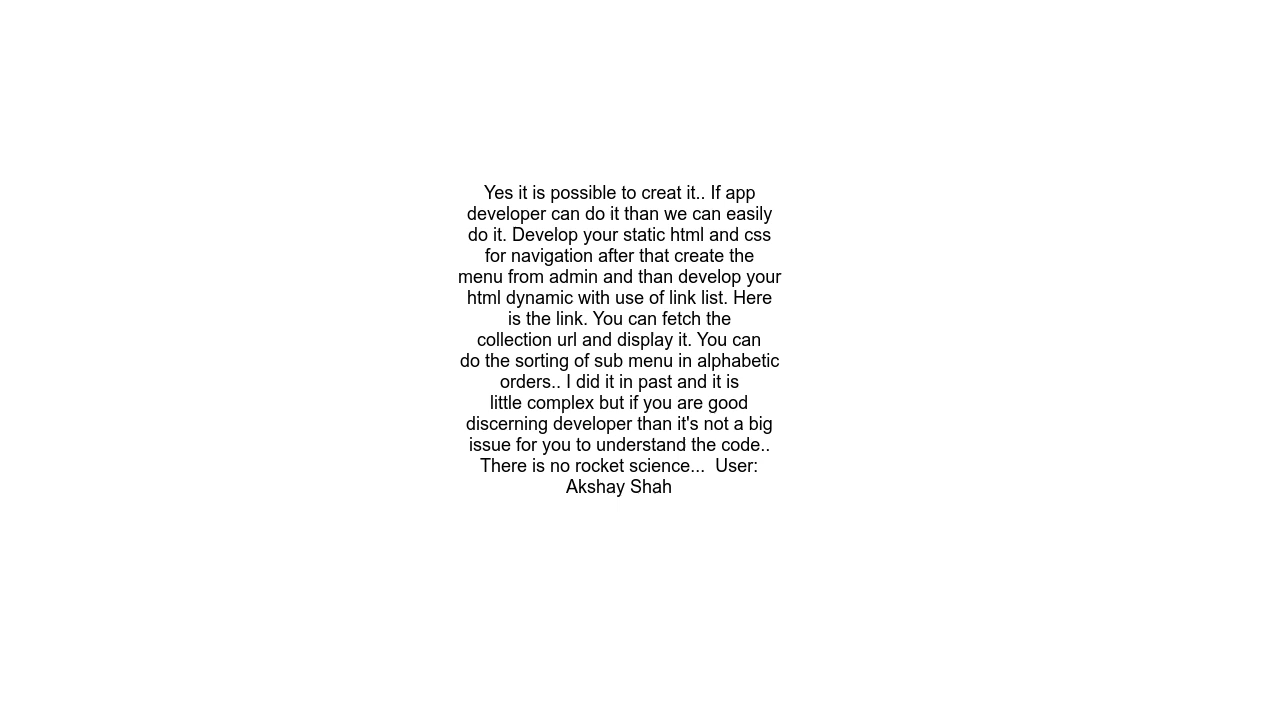 Yes it is possible to creat it.. If app
developer can do it than we can easily
do it. Develop your static html and css
for navigation after that create the
menu from admin and than develop your
html dynamic with use of link list. Here
is the link. You can fetch the
collection url and display it. You can
do the sorting of sub menu in alphabetic
orders.. I did it in past and it is
little complex but if you are good
discerning developer than it's not a big
issue for you to understand the code..
There is no rocket science...  User:
Akshay Shah